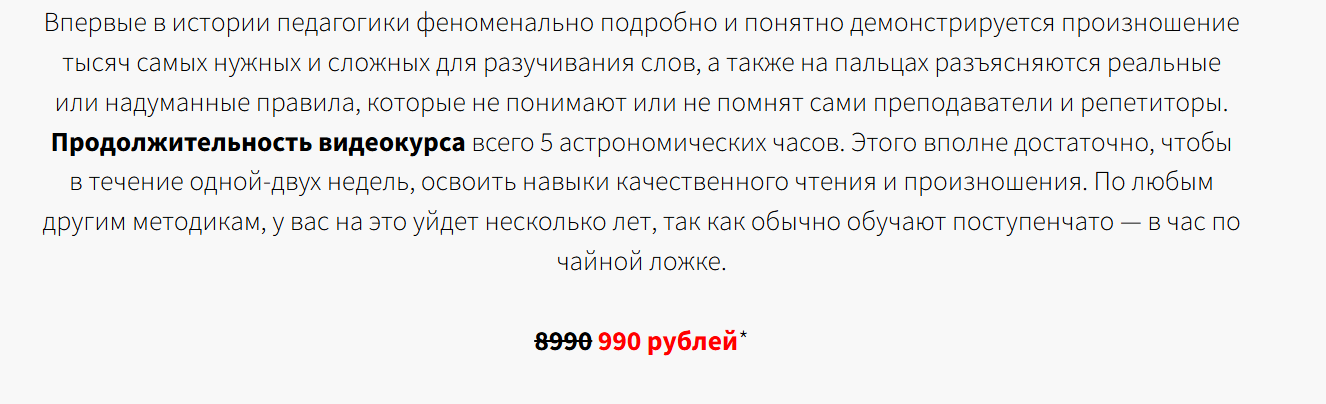 Впервые в истории педагогики феноменально подробно и понятно демонстрируется произношение
тысяч самых нужных и сложных для разучивания слов, а также на пальцах разъясняются реальные
или надуманные правила, которые не понимают или не помнят сами преподаватели и репетиторы.
Продолжительность видеокурса всего 5 астрономических часов. Этого вполне достаточно, чтобы
в течение одной-двух недель, освоить навыки качественного чтения и произношения. По любым
другим методикам, у вас на это уйдет несколько лет, так как обычно обучают поступенчато — в час по
чайной ложке.
8990 990 рублей*